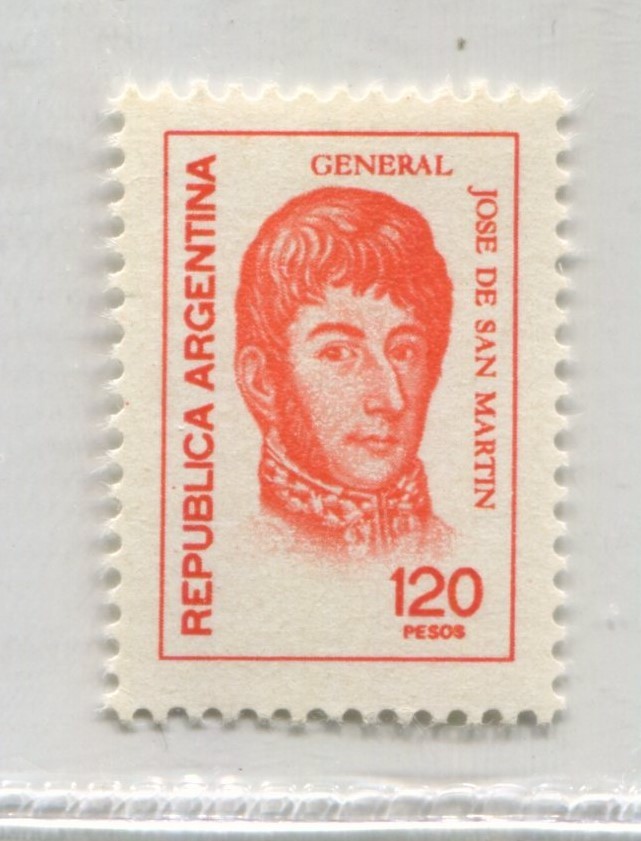 GENERAL
JOSE DE SAN MARTIN
REPUBLICA ARGENTINA
120
PESOS